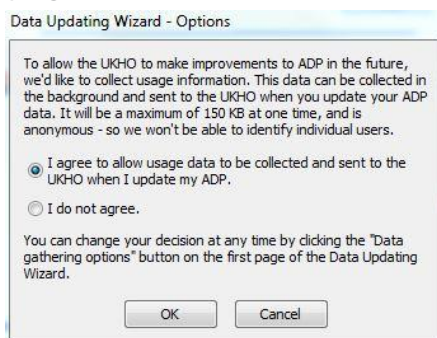 Data Updating Wizard - Options
To allow the UKHO to make improvements to ADP in the future,
we'd like to collect usage information. This data can be collected in
the background and sent to the UKHO when you update your ADP
data. It will be a maximum of 150 KB at one time, and is
anonymous - so we won't be able to identify individual users.
I agree to allow usage data to be collected and sent to the
UKHO when I update my ADP.
I do not agree.
You can change your decision at any time by clicking the "Data
gathering options" button on the first page of the Data Updating
Wizard.
OK Cancel